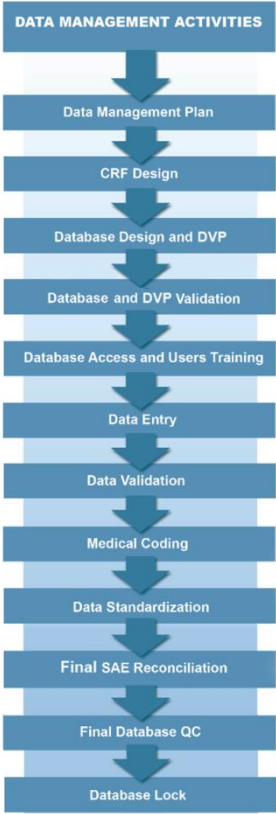 DATA MANAGEMENT ACTIVITIES
Data Management Plan
CRF Design
Database Design and DVP
Database and DVP Validation
Database Access and Users Training
Data Entry
Data Validation
Medical Coding
Data Standardization
Final SAE Reconciliation
Final Database QC
Database Lock